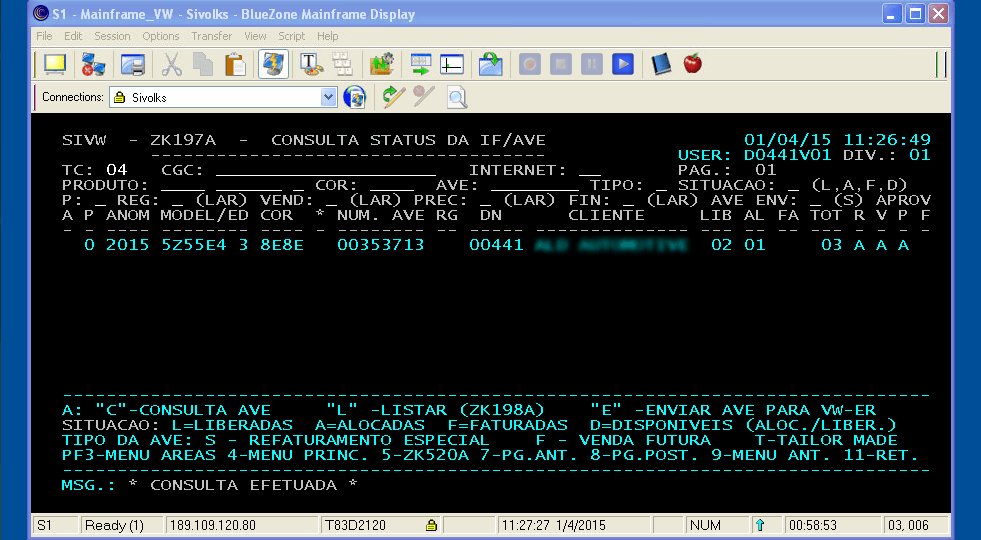 S1 - Mainframe_VW - Sivolks - BlueZone Mainframe Display
File Edit Session Options Transfer View Script Help
Connections: Sivolks
SIVW - ZK197A - CONSULTA STATUS DA IF/AVE 01/04/15 11:26:49
------------------------------------ USER: D0441V01 DIV.: 01
TC: 04 CGC: ____ ____________________ INTERNET: __ PAG.: 01
PRODUTO: ____ ______ _ COR: ____ AVE: ________ TIPO: _ SITUACAO: _ (L,A,F,D)
P: _ REG: _ (LAR) VEND: _ (LAR) PREC: _ (LAR) FIN: _ (LAR) AVE ENV: _ (S) APROV
A P ANOM MODEL/ED COR * NUM. AVE RG DN CLIENTE LIB AL FA TOT R V P F
- - ---- ------ - ---- - -------- -- ----- -------------- --- -- -- --- - - - -
0 2015 5Z55E4 3 8E8E 00353713 00441 ALD AUTOMOTIVE 02 01 03 A A A
-------------------------------------------------------------------------------
A: "C"-CONSULTA AVE "L" -LISTAR (ZK198A) "E" -ENVIAR AVE PARA VW-ER
SITUACAO: L=LIBERADAS A=ALOCADAS F=FATURADAS D=DISPONIVEIS (ALOC./LIBER.)
TIPO DA AVE: S - REFATURAMENTO ESPECIAL F - VENDA FUTURA T-TAILOR MADE
PF3-MENU AREAS 4-MENU PRINC. 5-ZK520A 7-PG.ANT. 8-PG.POST. 9-MENU ANT. 11-RET.
-------------------------------------------------------------------------------
MSG.: * CONSULTA EFETUADA *
S1 Ready (1) 189.109.120.80 T83D2120 11:27:27 1/4/2015 NUM 00:58:53 03, 006